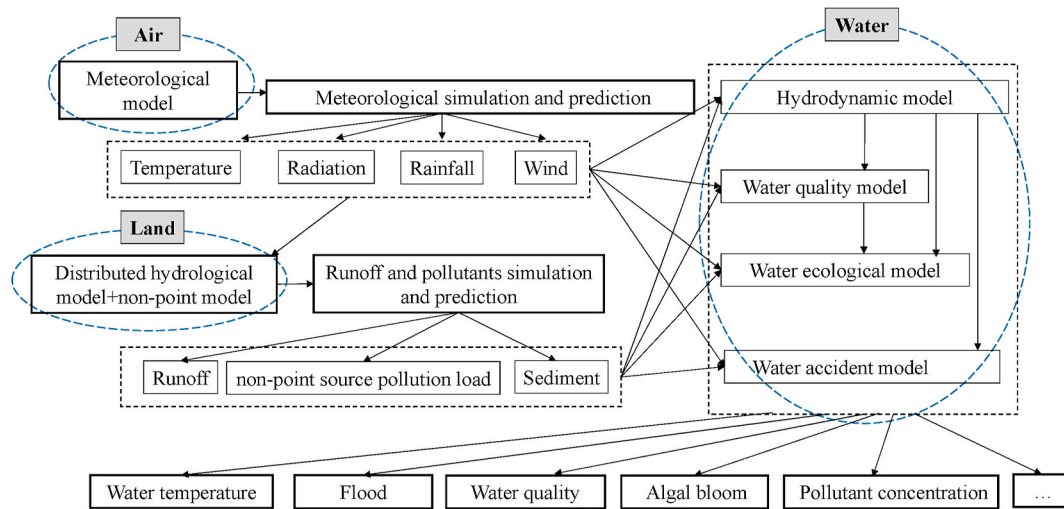 Air
Water
Meteorological
model
Meteorological simulation and prediction
Hydrodynamic model
Temperature
Radiation
Rainfall
Wind
Water quality model
Land
Distributed hydrological
model+non-point model
Runoff and pollutants simulation
and prediction
Water ecological model
Runoff
non-point source pollution load
Sediment
Water accident model
Water temperature
Flood
Water quality
Algal bloom
Pollutant concentration
...